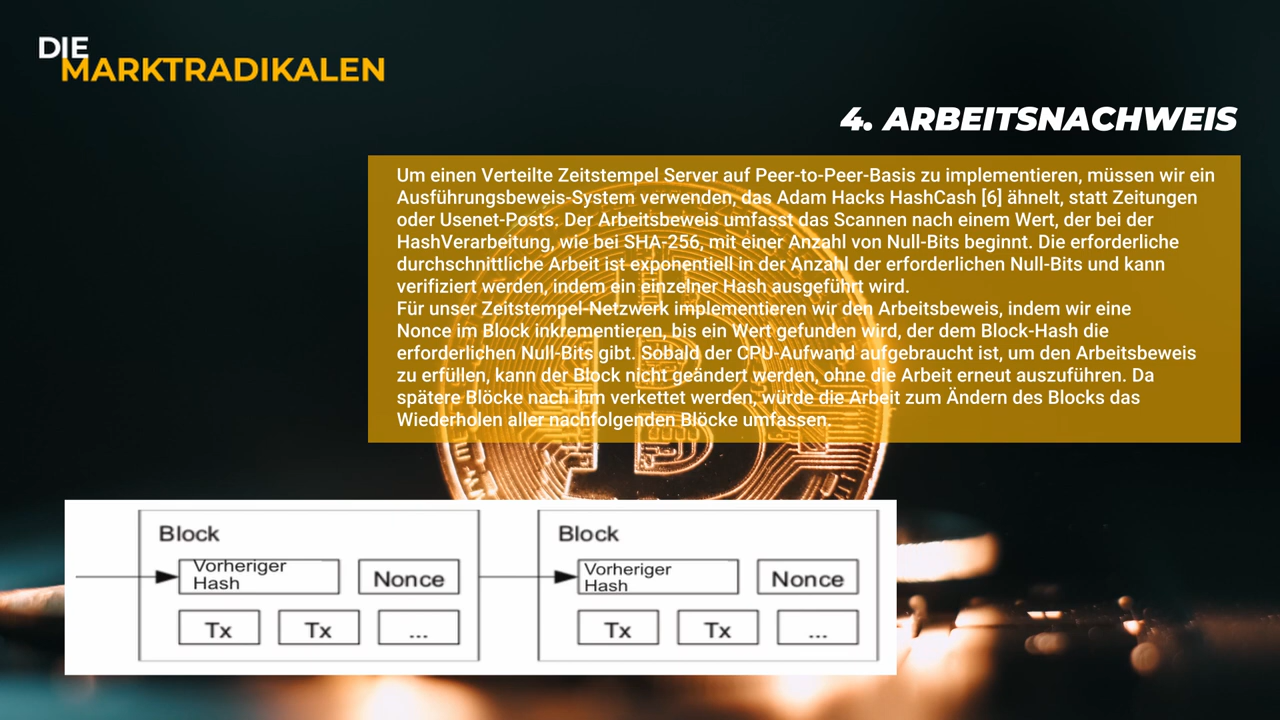 DIE
MARKTRADIKALEN
4. ARBEITSNACHWEIS
Um einen Verteilte Zeitstempel Server auf Peer-to-Peer-Basis zu implementieren, müssen wir ein
Ausführungsbeweis-System verwenden, das Adam Hacks HashCash [6] ähnelt, statt Zeitungen
oder Usenet-Posts. Der Arbeitsbeweis umfasst das Scannen nach einem Wert, der bei der
HashVerarbeitung, wie bei SHA-256, mit einer Anzahl von Null-Bits beginnt. Die erforderliche
durchschnittliche Arbeit ist exponentiell in der Anzahl der erforderlichen Null-Bits und kann
verifiziert werden, indem ein einzelner Hash ausgeführt wird.
Für unser Zeitstempel-Netzwerk implementieren wir den Arbeitsbeweis, indem wir eine
Nonce im Block inkrementieren, bis ein Wert gefunden wird, der dem Block-Hash die
erforderlichen Null-Bits gibt. Sobald der CPU-Aufwand aufgebraucht ist, um den Arbeitsbeweis
zu erfüllen, kann der Block nicht geändert werden, ohne die Arbeit erneut auszuführen. Da
spätere Blöcke nach ihm verkettet werden, würde die Arbeit zum Ändern des Blocks das
Wiederholen aller nachfolgenden Blöcke umfassen.
Block
Vorheriger
Hash
Nonce
Tx
Tx
...
Block
Vorheriger
Hash
Nonce
Tx
Tx
...